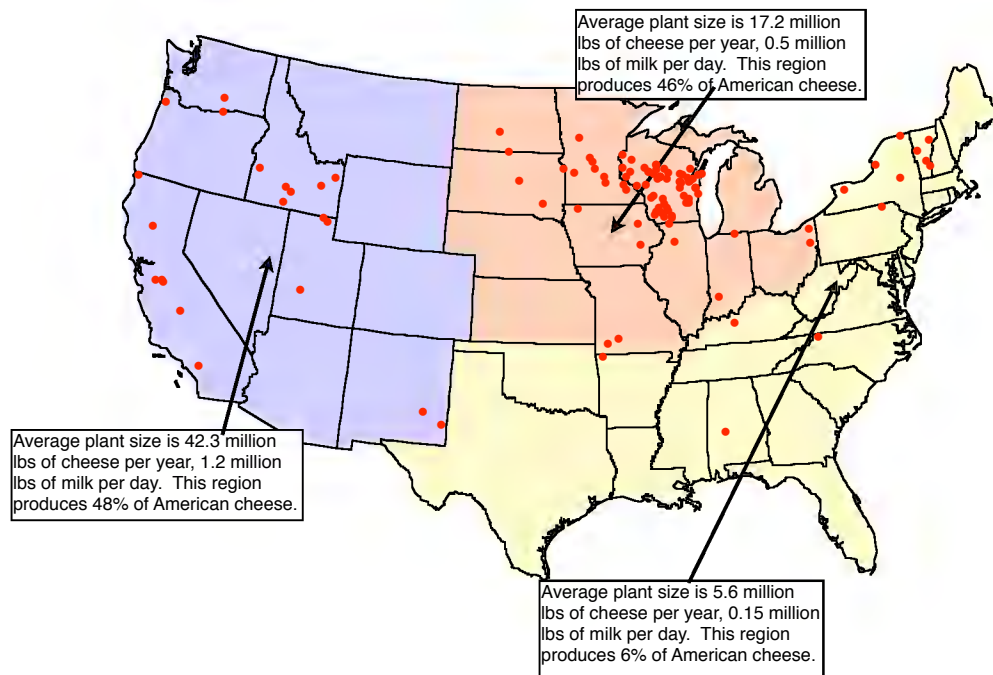 Average plant size is 17.2 million
lbs of cheese per year, 0.5 million
lbs of milk per day.  This region
produces 46% of American cheese.
Average plant size is 42.3 million
lbs of cheese per year, 1.2 million
lbs of milk per day.  This region
produces 48% of American cheese.
Average plant size is 5.6 million
lbs of cheese per year, 0.15 million
lbs of milk per day.  This region
produces 6% of American cheese.